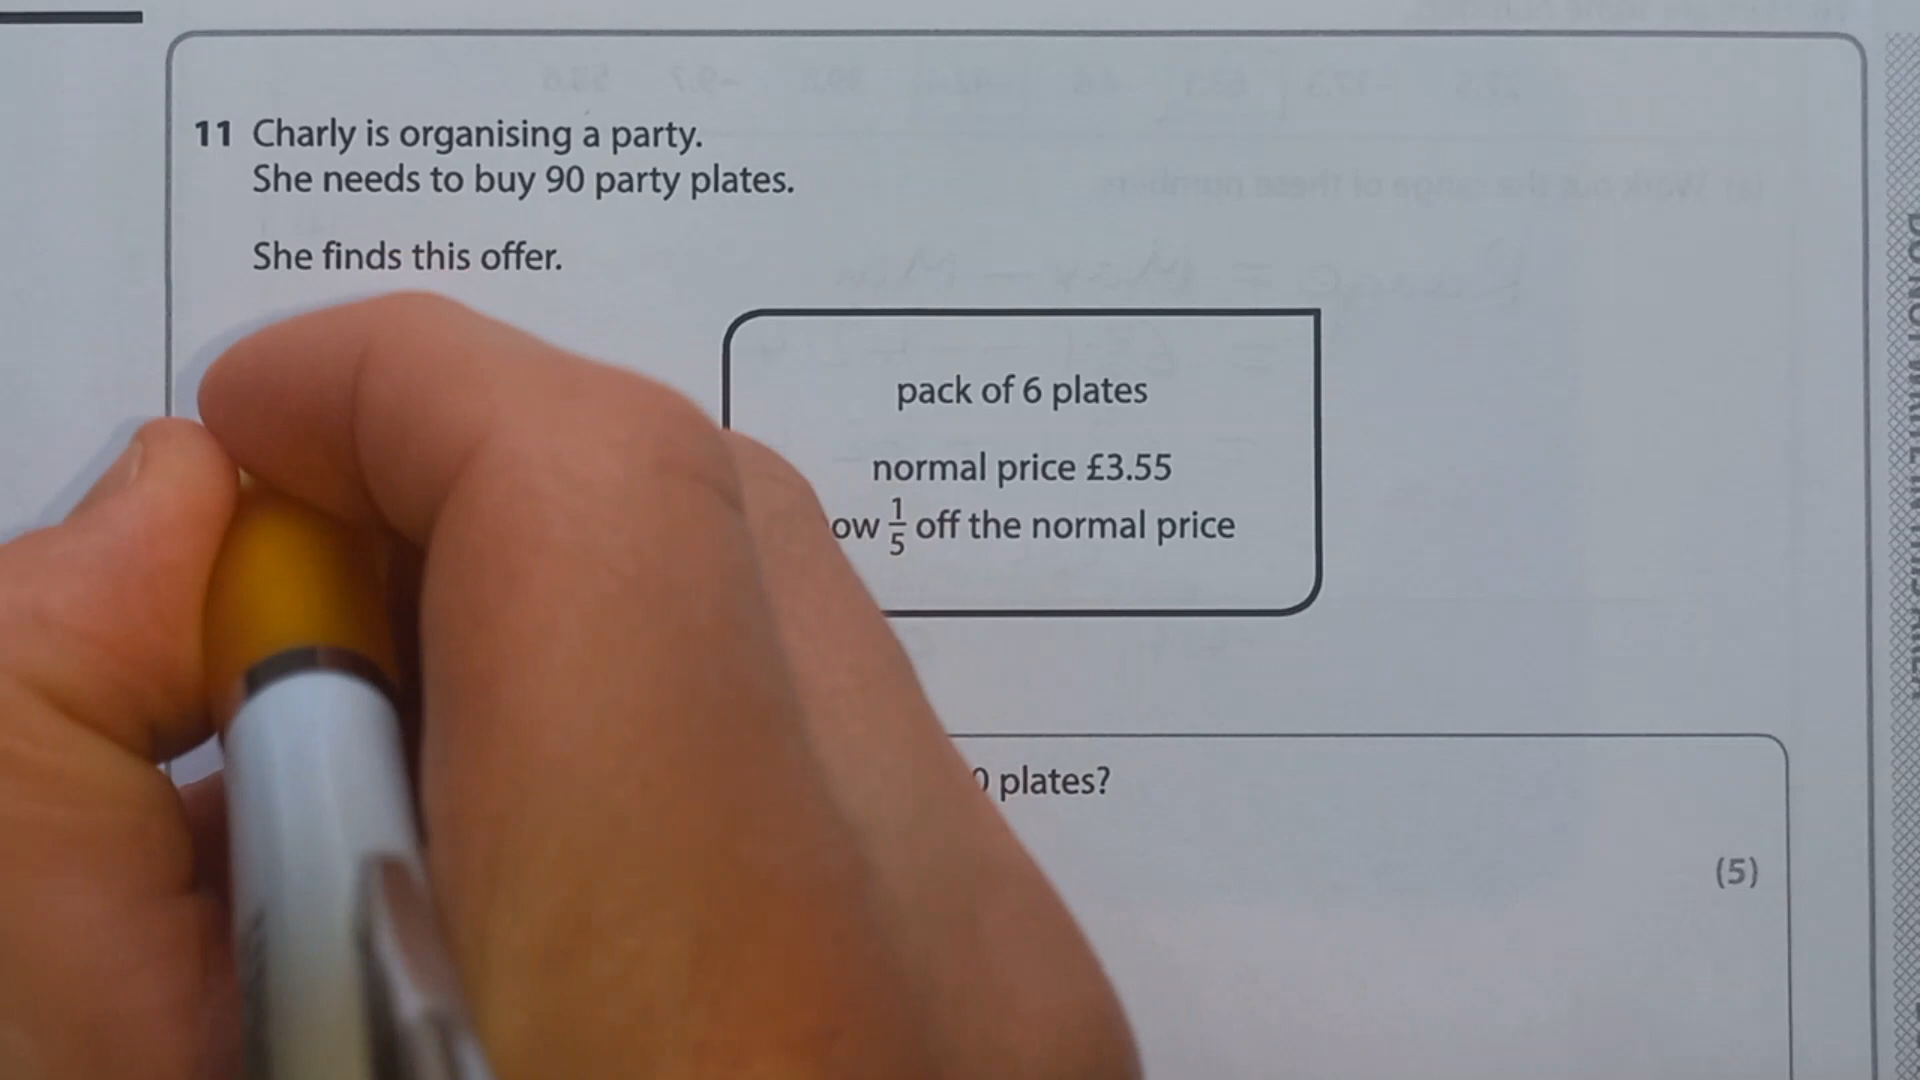 11 Charly is organising a party.
She needs to buy 90 party plates.
She finds this offer.
pack of 6 plates
normal price £3.55
ow 1/5 off the normal price
plates?
(5)